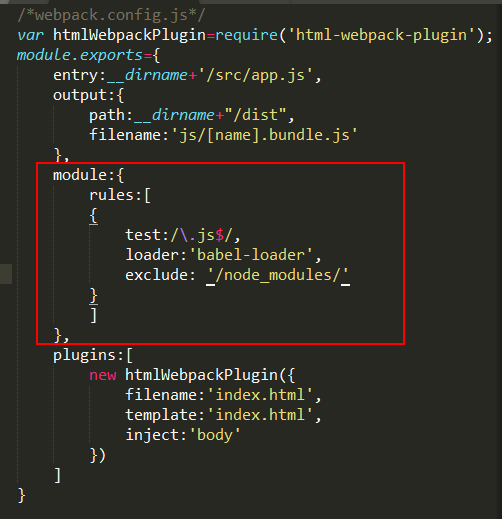 /*webpack.config.js*/
var htmlWebpackPlugin=require('html-webpack-plugin');
module.exports={
    entry:__dirname+'/src/app.js',
    output:{
        path:__dirname+"/dist",
        filename:'js/[name].bundle.js'
    },
    module:{
        rules:[
        {
            test:/\.js$/,
            loader:'babel-loader',
            exclude: '/node_modules/'
        }
        ]
    },
    plugins:[
        new htmlWebpackPlugin({
            filename:'index.html',
            template:'index.html',
            inject:'body'
        })
    ]
}